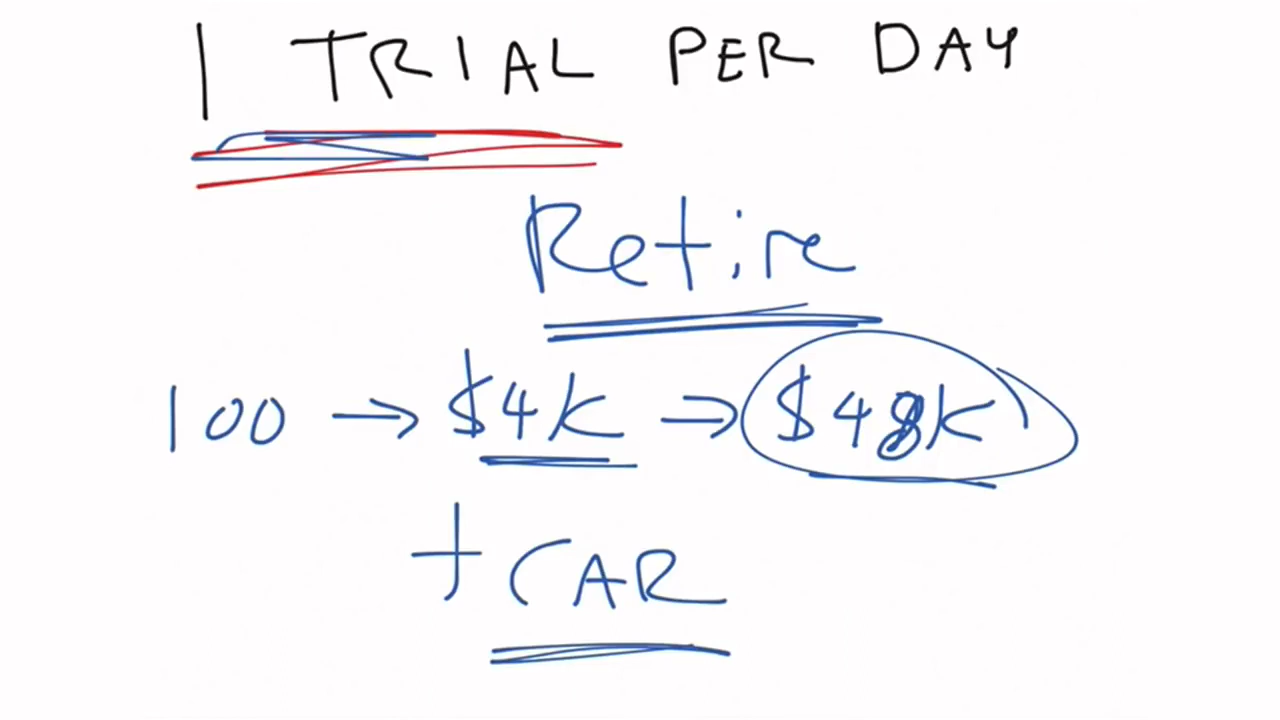 1 TRIAL PER DAY
Retire
100 → $4K ⇒ $48K
+ CAR